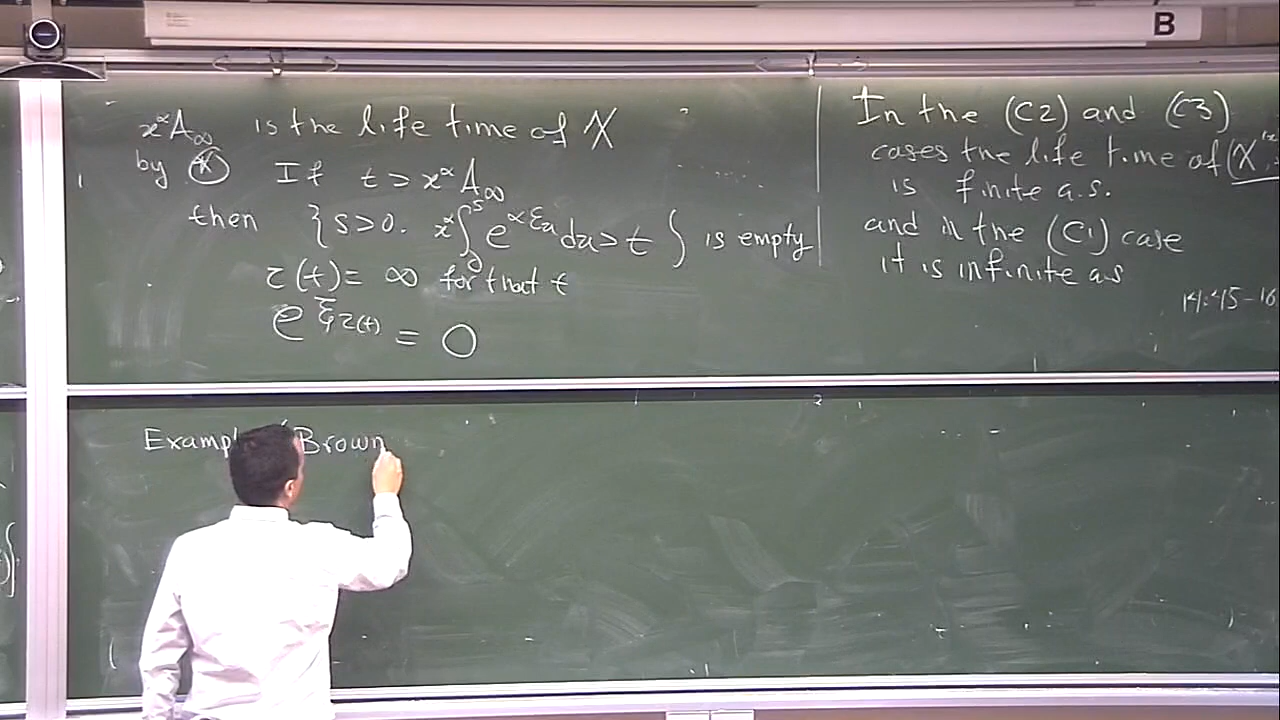 B
x^α A_∞ is the life time of X
by (*) If t > x^α A_∞
then { s>0. x^α ∫_0^s e^{αξ_u} du > t } is empty
τ(t) = ∞ for that t
e^{ξ_τ(t)} = 0
In the (C2) and (C3)
cases the life time of (X,
is finite a.s.
and in the (C1) case
it is infinite a.s
14:45-16
Exampl (Brown